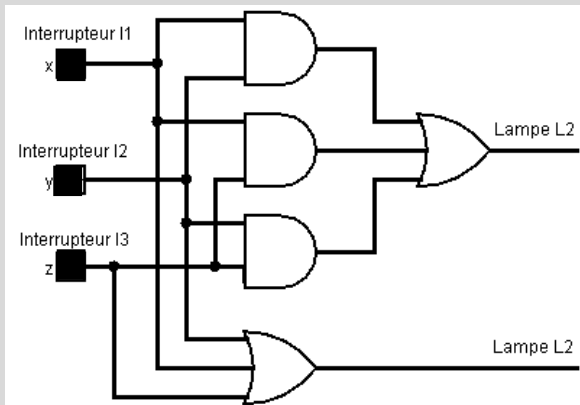 Interrupteur I1
x
Interrupteur I2
y
Interrupteur I3
z
Lampe L2
Lampe L2